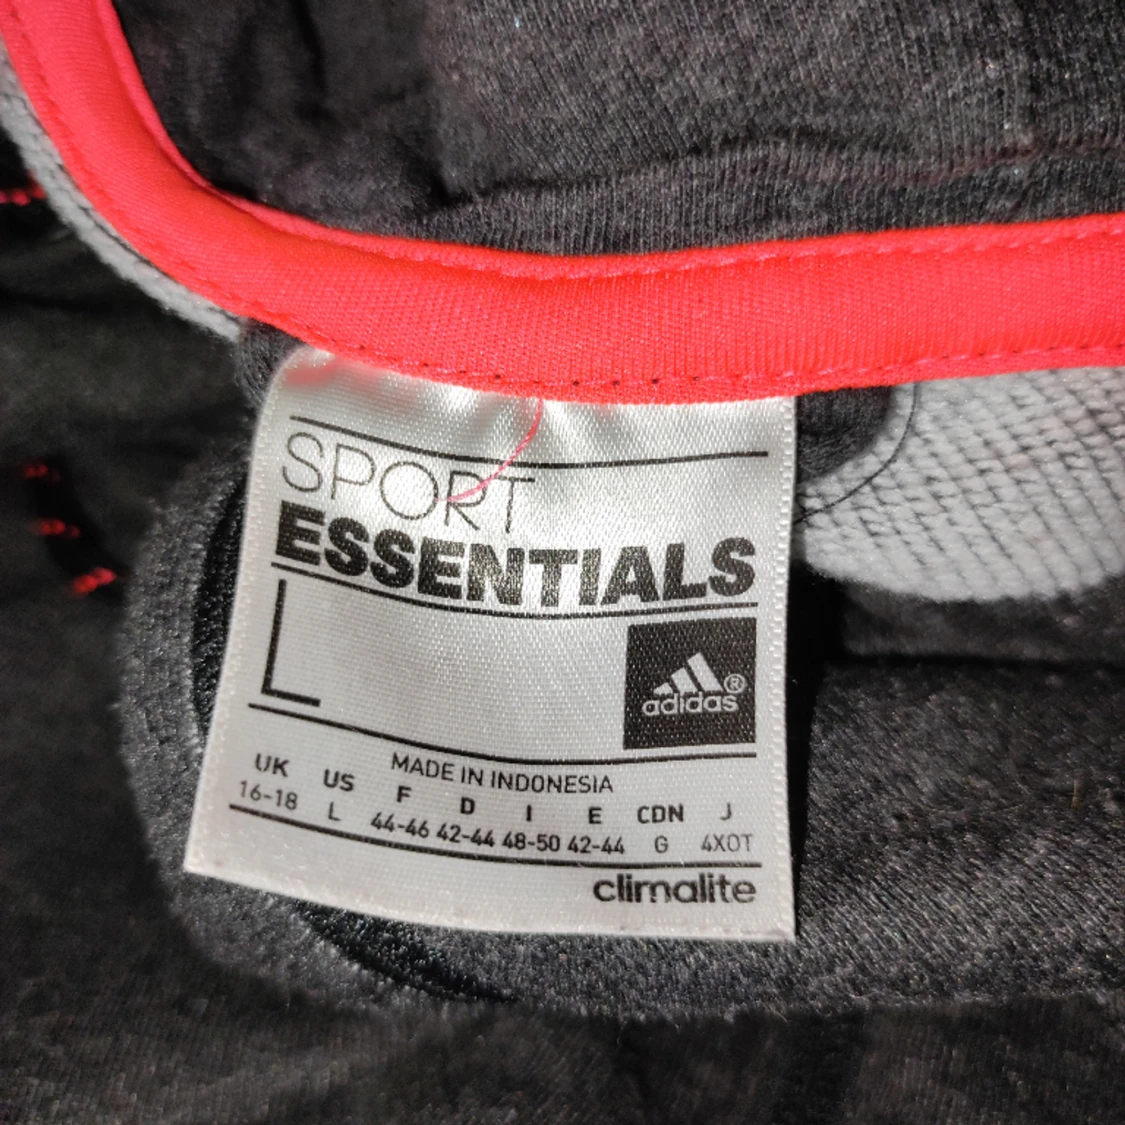 SPORT
ESSENTIALS
L
adidas®
MADE IN INDONESIA
UK US F D I E CDN J
16-18 L 44-46 42-44 48-50 42-44 G 4XOT
climalite